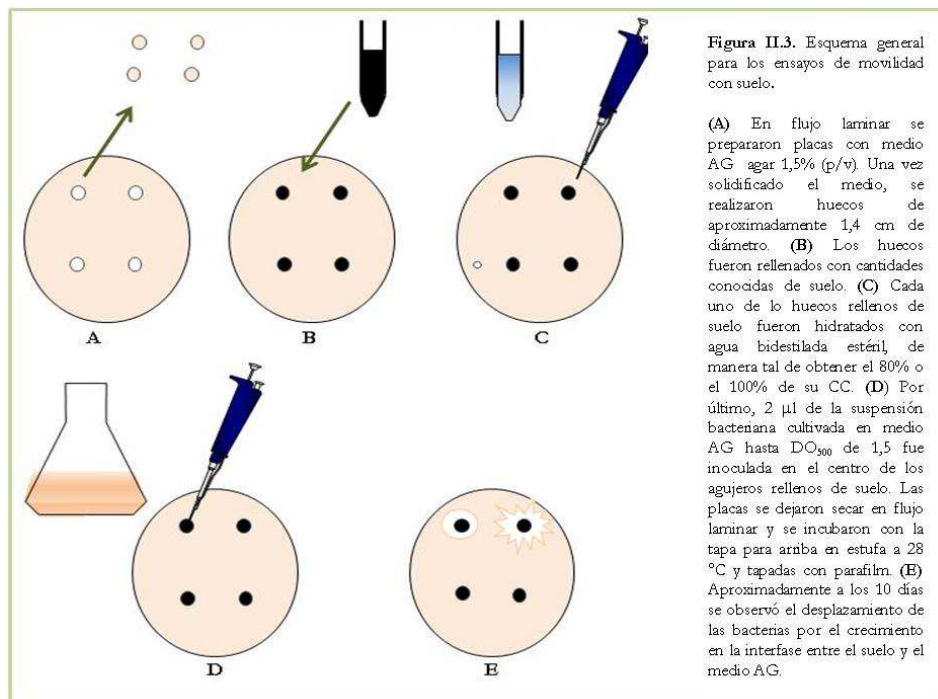 Figura II.3. Esquema general
para los ensayos de movilidad
con suelo.
(A) En flujo laminar se
prepararon placas con medio
AG agar 1,5% (p/v). Una vez
solidificado el medio, se
realizaron huecos de
aproximadamente 1,4 cm de
diámetro. (B) Los huecos
fueron rellenados con cantidades
conocidas de suelo. (C) Cada
uno de lo huecos rellenos de
suelo fueron hidratados con
agua bidestilada estéril, de
manera tal de obtener el 80% o
el 100% de su CC. (D) Por
último, 2 µl de la suspensión
bacteriana cultivada en medio
AG hasta DO₅₀₀ de 1,5 fue
inoculada en el centro de los
agujeros rellenos de suelo. Las
placas se dejaron secar en flujo
laminar y se incubaron con la
tapa para arriba en estufa a 28
°C y tapadas con parafilm. (E)
Aproximadamente a los 10 días
se observó el desplazamiento de
las bacterias por el crecimiento
en la interfase entre el suelo y el
medio AG.
A
B
C
D
E